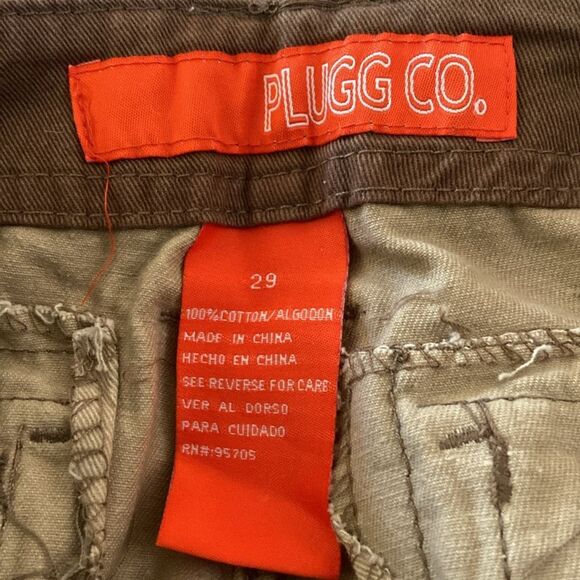 PLUGG CO.
29
100%COTTON/ALGODON
MADE IN CHINA
HECHO EN CHINA
SEE REVERSE FOR CARE
VER AL DORSO
PARA CUIDADO
RN#:95705